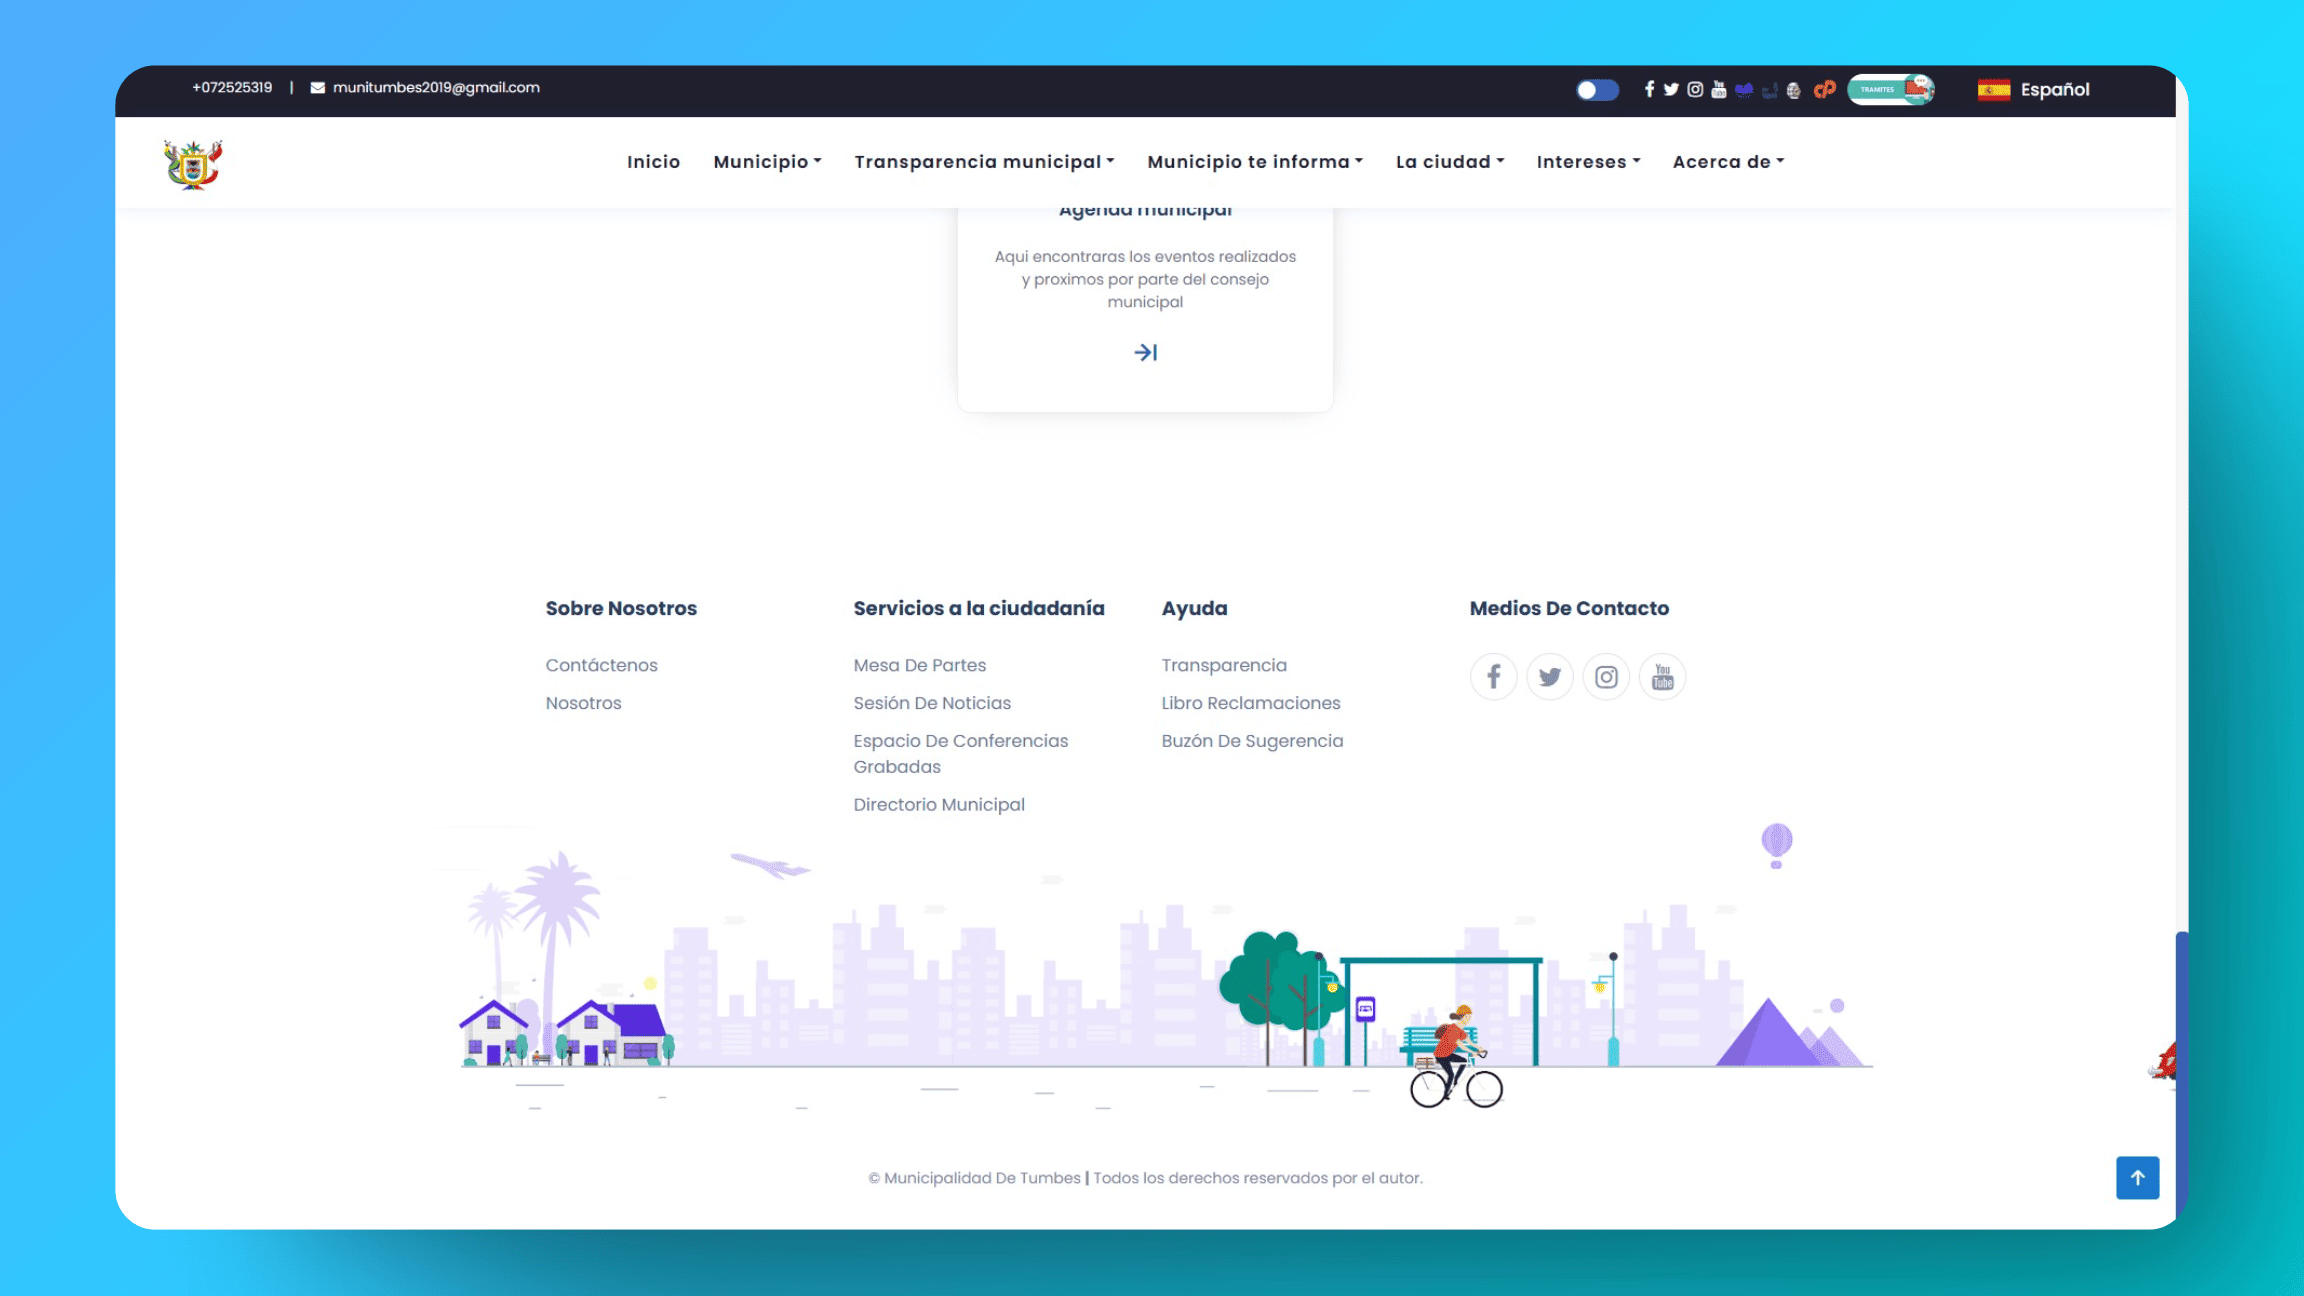 +072525319 | munitumbes2019@gmail.com
TRAMITES
Español
Inicio Municipio Transparencia municipal Municipio te informa La ciudad Intereses Acerca de
Agenda municipal
Aqui encontraras los eventos realizados
y proximos por parte del consejo
municipal
Sobre Nosotros
Contáctenos
Nosotros
Servicios a la ciudadanía
Mesa De Partes
Sesión De Noticias
Espacio De Conferencias
Grabadas
Directorio Municipal
Ayuda
Transparencia
Libro Reclamaciones
Buzón De Sugerencia
Medios De Contacto
You
Tube
© Municipalidad De Tumbes | Todos los derechos reservados por el autor.